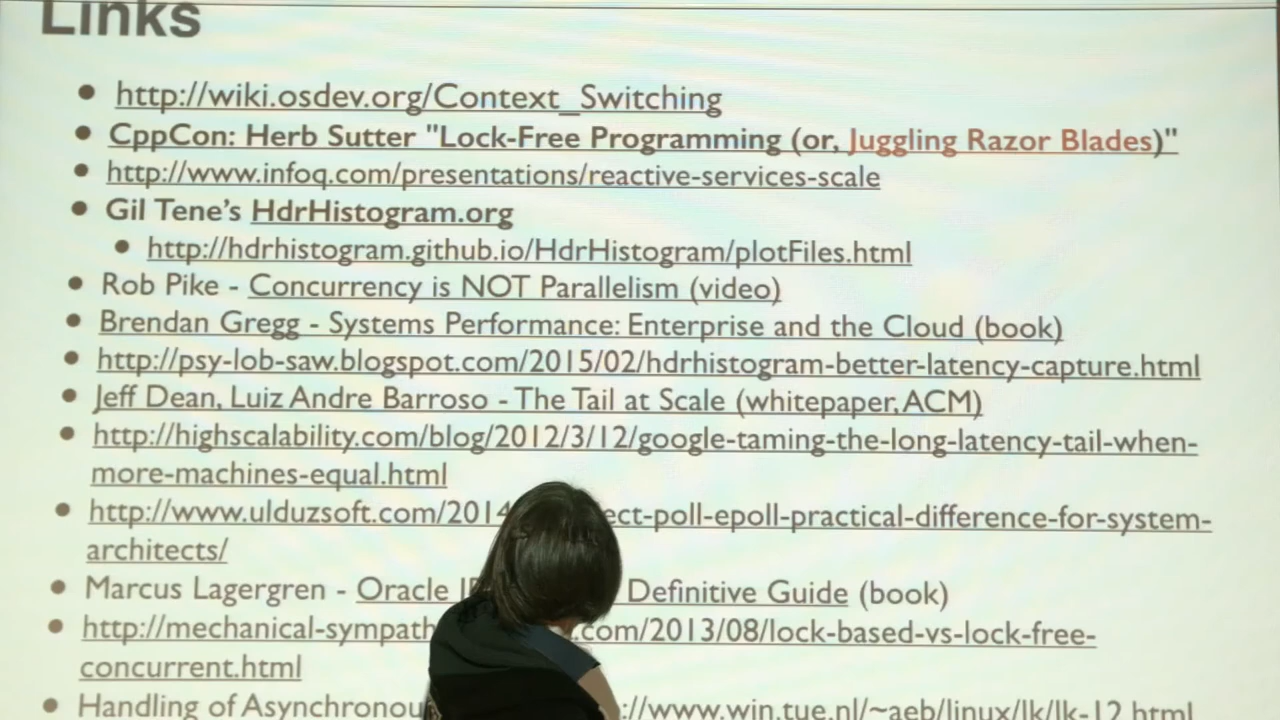 Links
• http://wiki.osdev.org/Context_Switching
• CppCon: Herb Sutter "Lock-Free Programming (or, Juggling Razor Blades)"
• http://www.infoq.com/presentations/reactive-services-scale
• Gil Tene's HdrHistogram.org
• http://hdrhistogram.github.io/HdrHistogram/plotFiles.html
• Rob Pike - Concurrency is NOT Parallelism (video)
• Brendan Gregg - Systems Performance: Enterprise and the Cloud (book)
• http://psy-lob-saw.blogspot.com/2015/02/hdrhistogram-better-latency-capture.html
• Jeff Dean, Luiz Andre Barroso - The Tail at Scale (whitepaper, ACM)
• http://highscalability.com/blog/2012/3/12/google-taming-the-long-latency-tail-when-
more-machines-equal.html
• http://www.ulduzsoft.com/2014 ect-poll-epoll-practical-difference-for-system-
architects/
• Marcus Lagergren - Oracle Definitive Guide (book)
• http://mechanical-sympath .com/2013/08/lock-based-vs-lock-free-
concurrent.html
• Handling of Asynchronou ://www.win.tue.nl/~aeb/linux/lk/lk-12.html